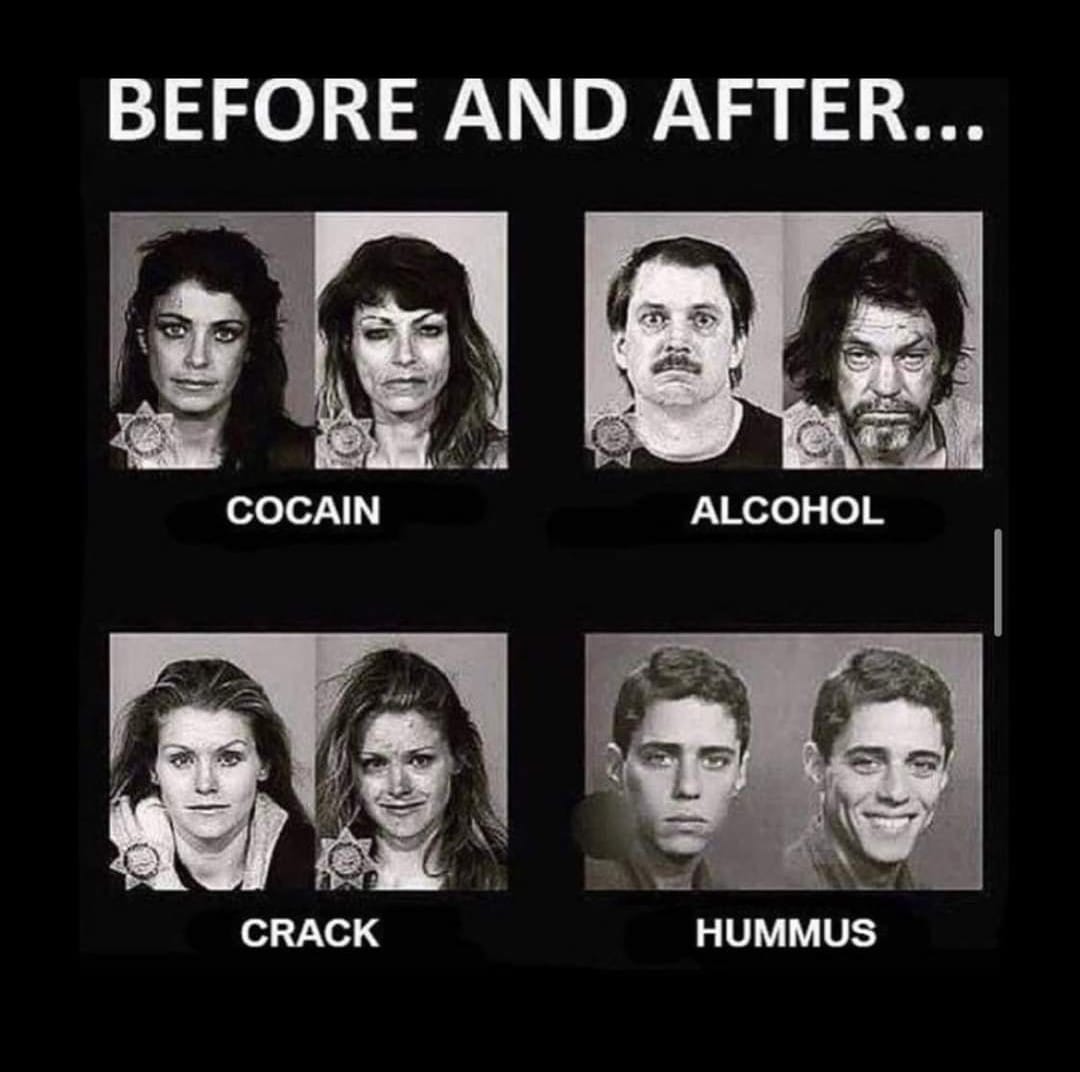 BEFORE AND AFTER...
COCAIN
ALCOHOL
CRACK
HUMMUS